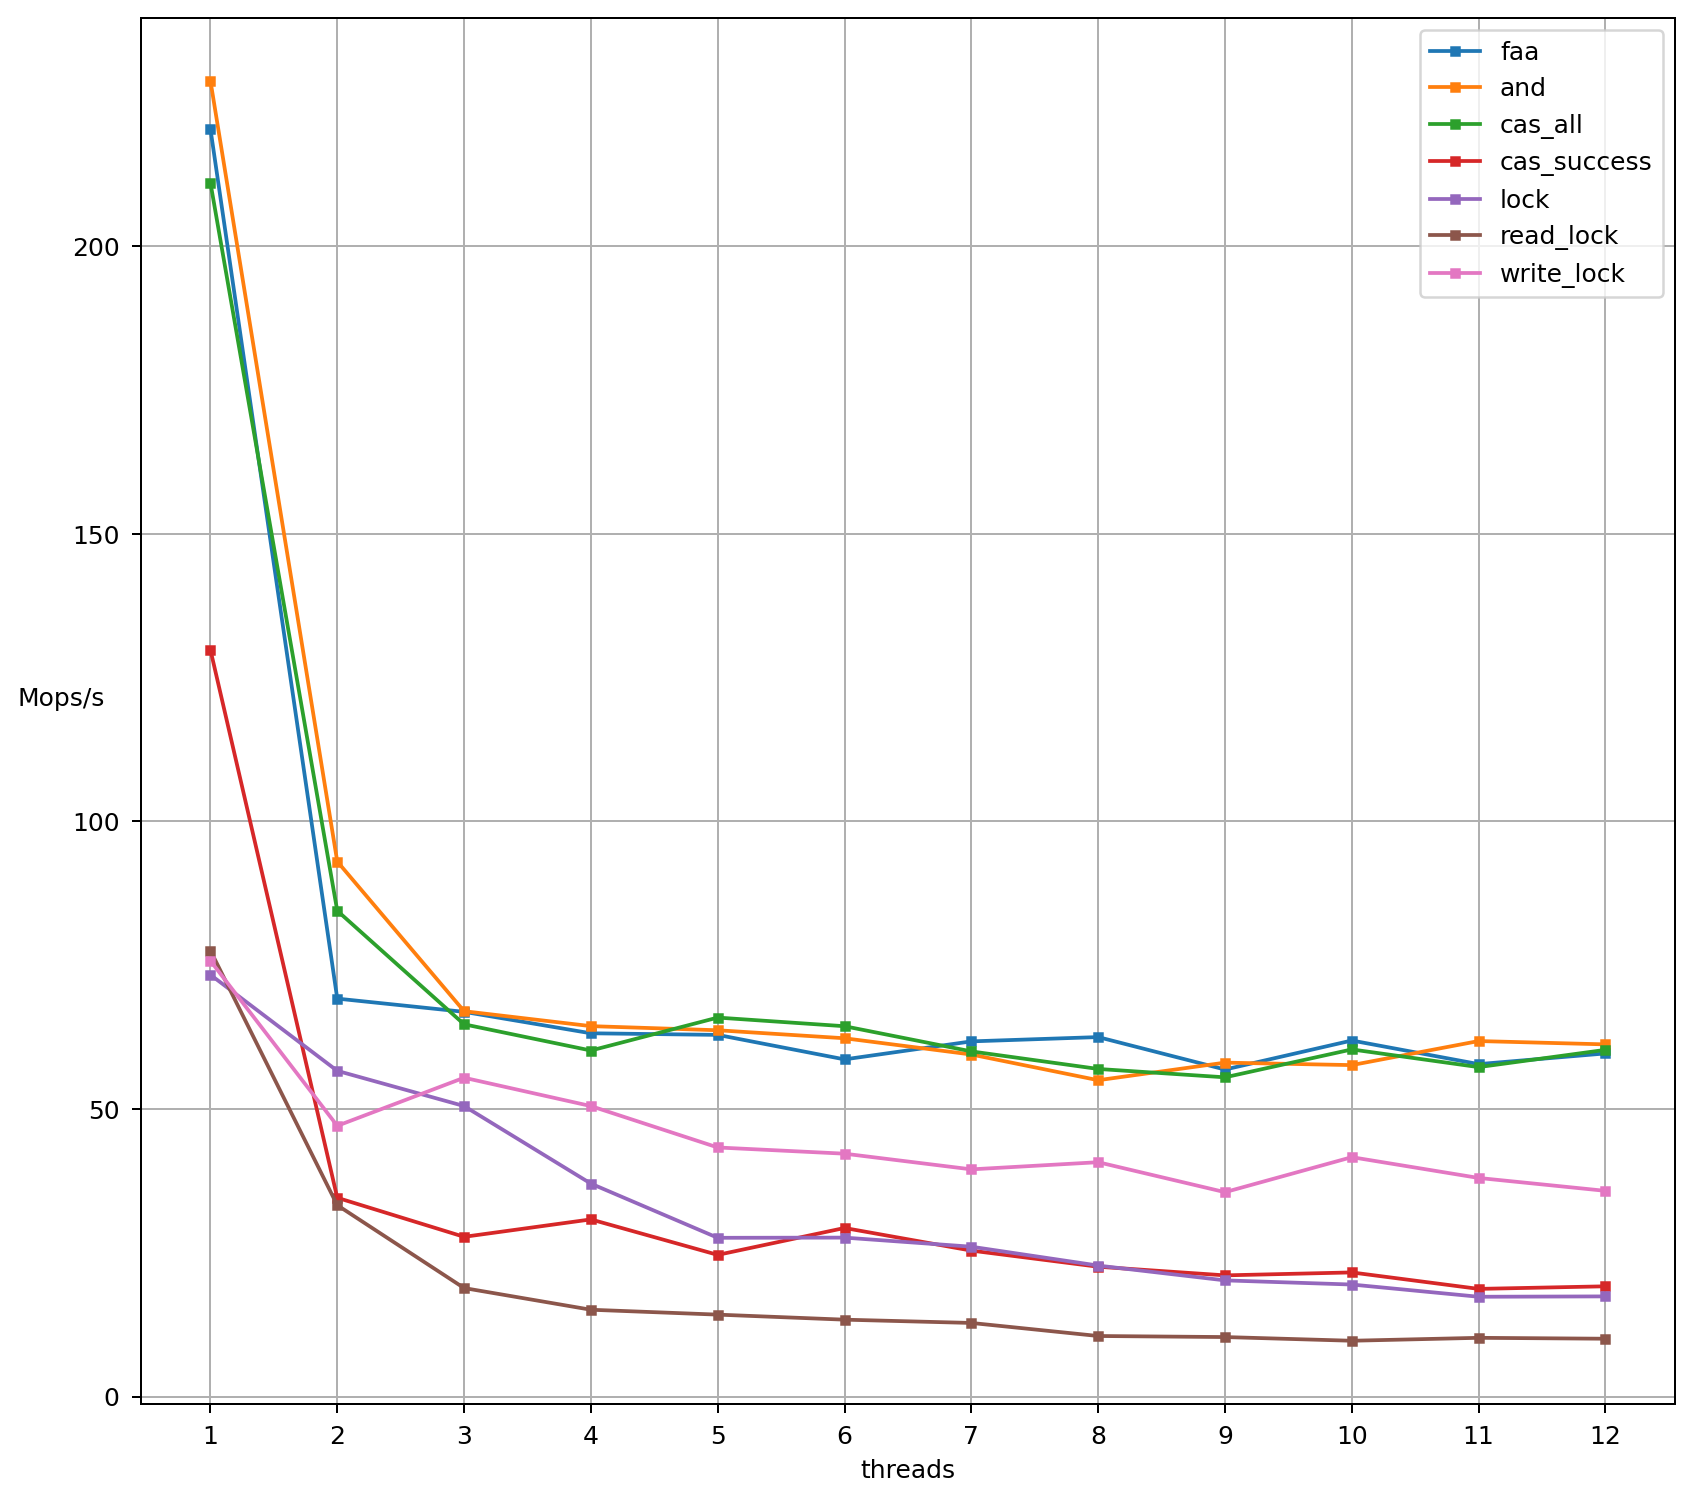 faa
and
cas_all
cas_success
lock
read_lock
write_lock
200
150
Mops/s
100
50
0
1 2 3 4 5 6 7 8 9 10 11 12
threads